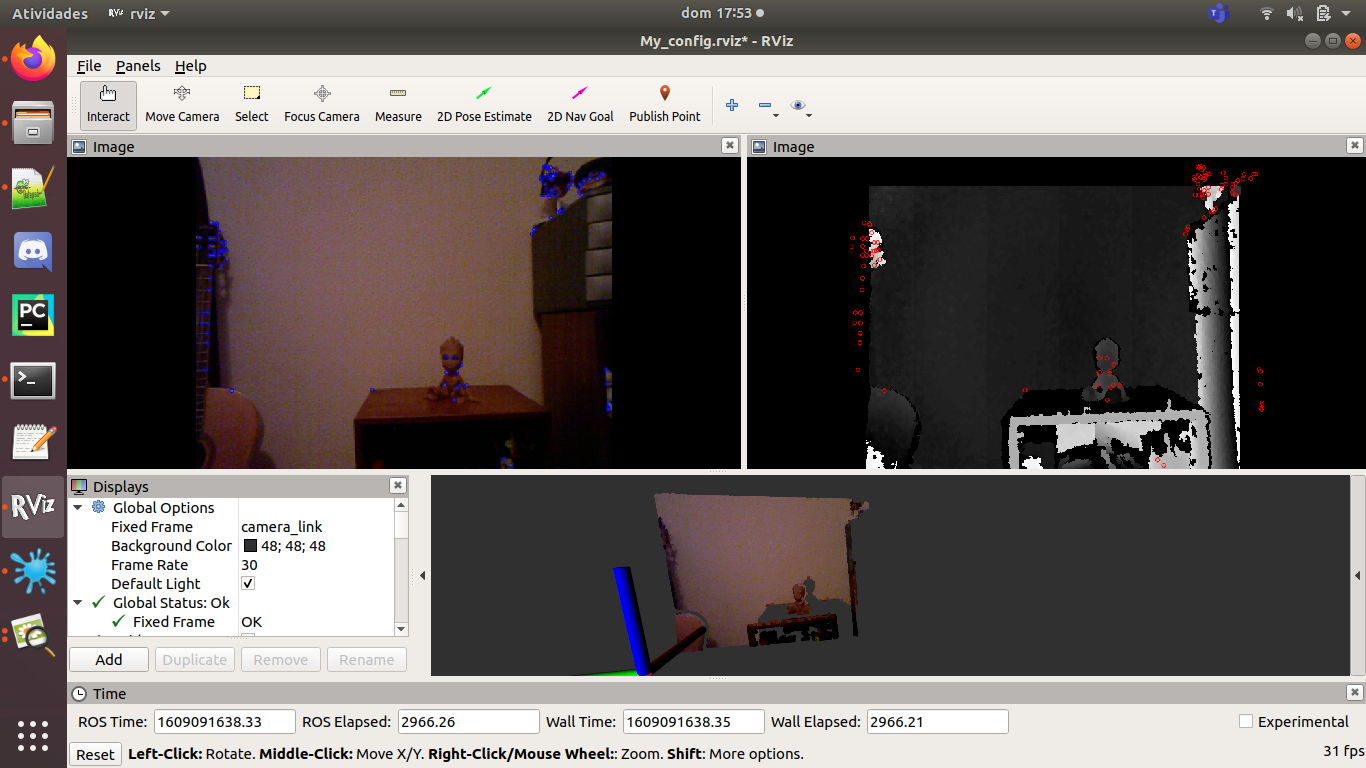 Atividades RViz rviz dom 17:53
My_config.rviz* - RViz
File Panels Help
Interact Move Camera Select Focus Camera Measure 2D Pose Estimate 2D Nav Goal Publish Point
Image Image
PC
RViz
Displays
Global Options
Fixed Frame camera_link
Background Color 48; 48; 48
Frame Rate 30
Default Light
Global Status: Ok
Fixed Frame OK
Add Duplicate Remove Rename
Time
ROS Time: 1609091638.33 ROS Elapsed: 2966.26 Wall Time: 1609091638.35 Wall Elapsed: 2966.21 Experimental
Reset Left-Click: Rotate. Middle-Click: Move X/Y. Right-Click/Mouse Wheel:: Zoom. Shift: More options. 31 fps